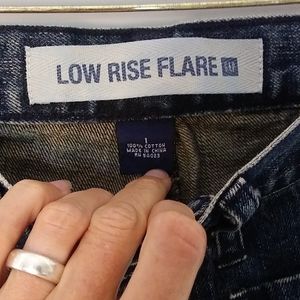 LOW RISE FLARE
1
100% COTTON
MADE IN CHINA
RN 54023